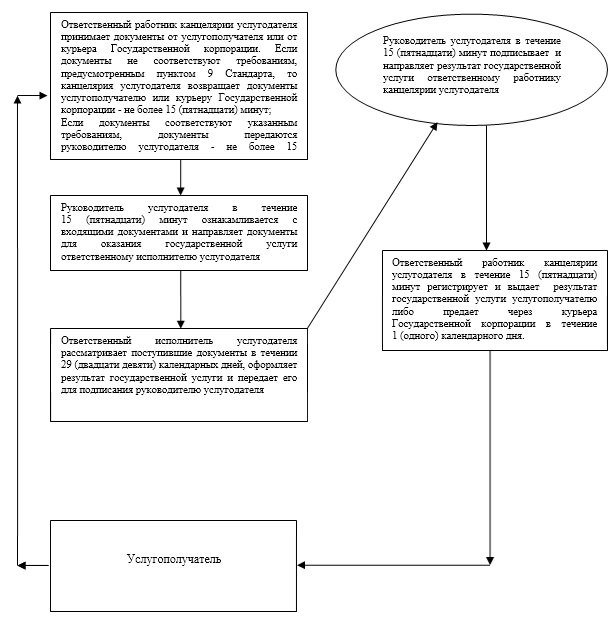 Ответственный работник канцелярии услугодателя
принимает документы от услугополучателя или от
курьера Государственной корпорации. Если
документы не соответствуют требованиям,
предусмотренным пунктом 9 Стандарта, то
канцелярия услугодателя возвращает документы
услугополучателю или курьеру Государственной
корпорации - не более 15 (пятнадцати) минут;
Если документы соответствуют указанным
требованиям, документы передаются
руководителю услугодателя - не более 15
Руководитель услугодателя в течение
15 (пятнадцати) минут ознакамливается с
входящими документами и направляет документы
для оказания государственной услуги
ответственному исполнителю услугодателя
Ответственный исполнитель услугодателя
рассматривает поступившие документы в течении
29 (двадцати девяти) календарных дней, оформляет
результат государственной услуги и передает его
для подписания руководителю услугодателя
Руководитель услугодателя в течение
15 (пятнадцати) минут подписывает и
направляет результат государственной
услуги ответственному работнику
канцелярии услугодателя
Ответственный работник канцелярии
услугодателя в течение 15 (пятнадцати)
минут регистрирует и выдает результат
государственной услуги услугополучателю
либо предает через курьера
Государственной корпорации в течение
1 (одного) календарного дня.
Услугополучатель